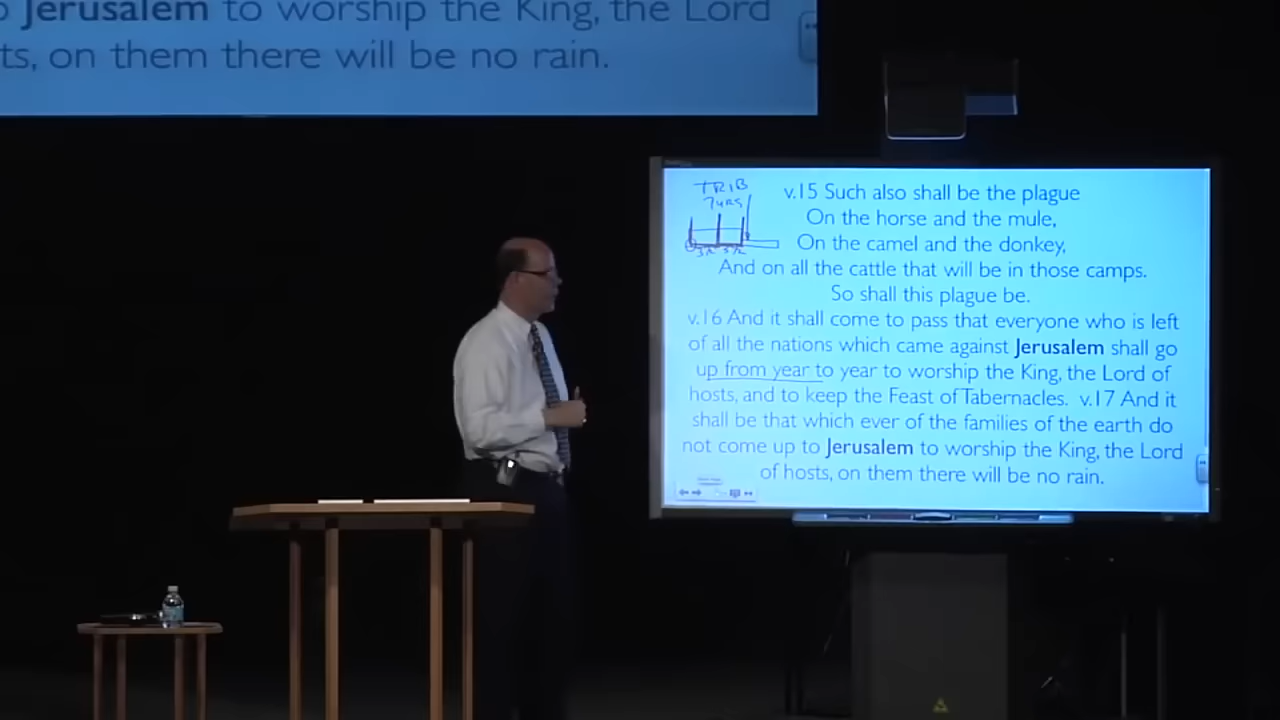 Jerusalem to worship the King, the Lord
ts, on them there will be no rain.
TRIB
7 YRS
v.15 Such also shall be the plague
On the horse and the mule,
On the camel and the donkey,
And on all the cattle that will be in those camps.
So shall this plague be.
v.16 And it shall come to pass that everyone who is left
of all the nations which came against Jerusalem shall go
up from year to year to worship the King, the Lord of
hosts, and to keep the Feast of Tabernacles. v.17 And it
shall be that which ever of the families of the earth do
not come up to Jerusalem to worship the King, the Lord
of hosts, on them there will be no rain.